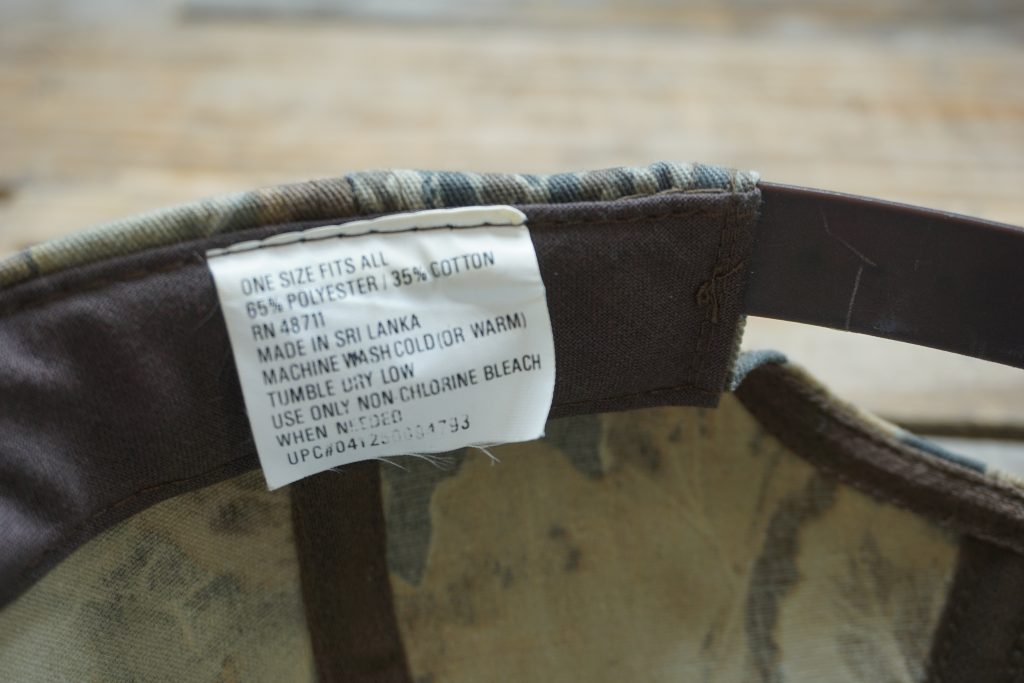 ONE SIZE FITS ALL
65% POLYESTER / 35% COTTON
RN 48711
MADE IN SRI LANKA
MACHINE WASH COLD (OR WARM)
TUMBLE DRY LOW
USE ONLY NON-CHLORINE BLEACH
WHEN NEEDED